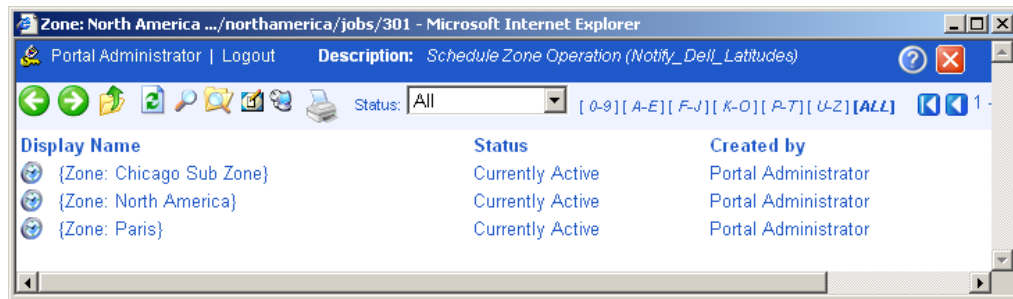 Zone: North America .../northamerica/jobs/301 - Microsoft Internet Explorer
Portal Administrator | Logout Description: Schedule Zone Operation (Notify_Dell_Latitudes)
Status: All [ 0-9 ][ A-E ][ F-J ][ K-O ][ P-T ][ U-Z ][ALL] 1 -
Display Name Status Created by
{Zone: Chicago Sub Zone} Currently Active Portal Administrator
{Zone: North America} Currently Active Portal Administrator
{Zone: Paris} Currently Active Portal Administrator